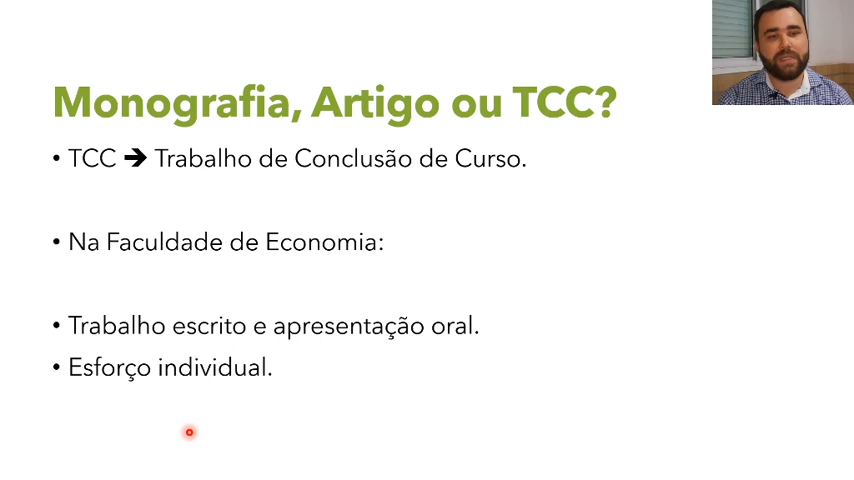 Monografia, Artigo ou TCC?
• TCC ➔ Trabalho de Conclusão de Curso.
• Na Faculdade de Economia:
• Trabalho escrito e apresentação oral.
• Esforço individual.